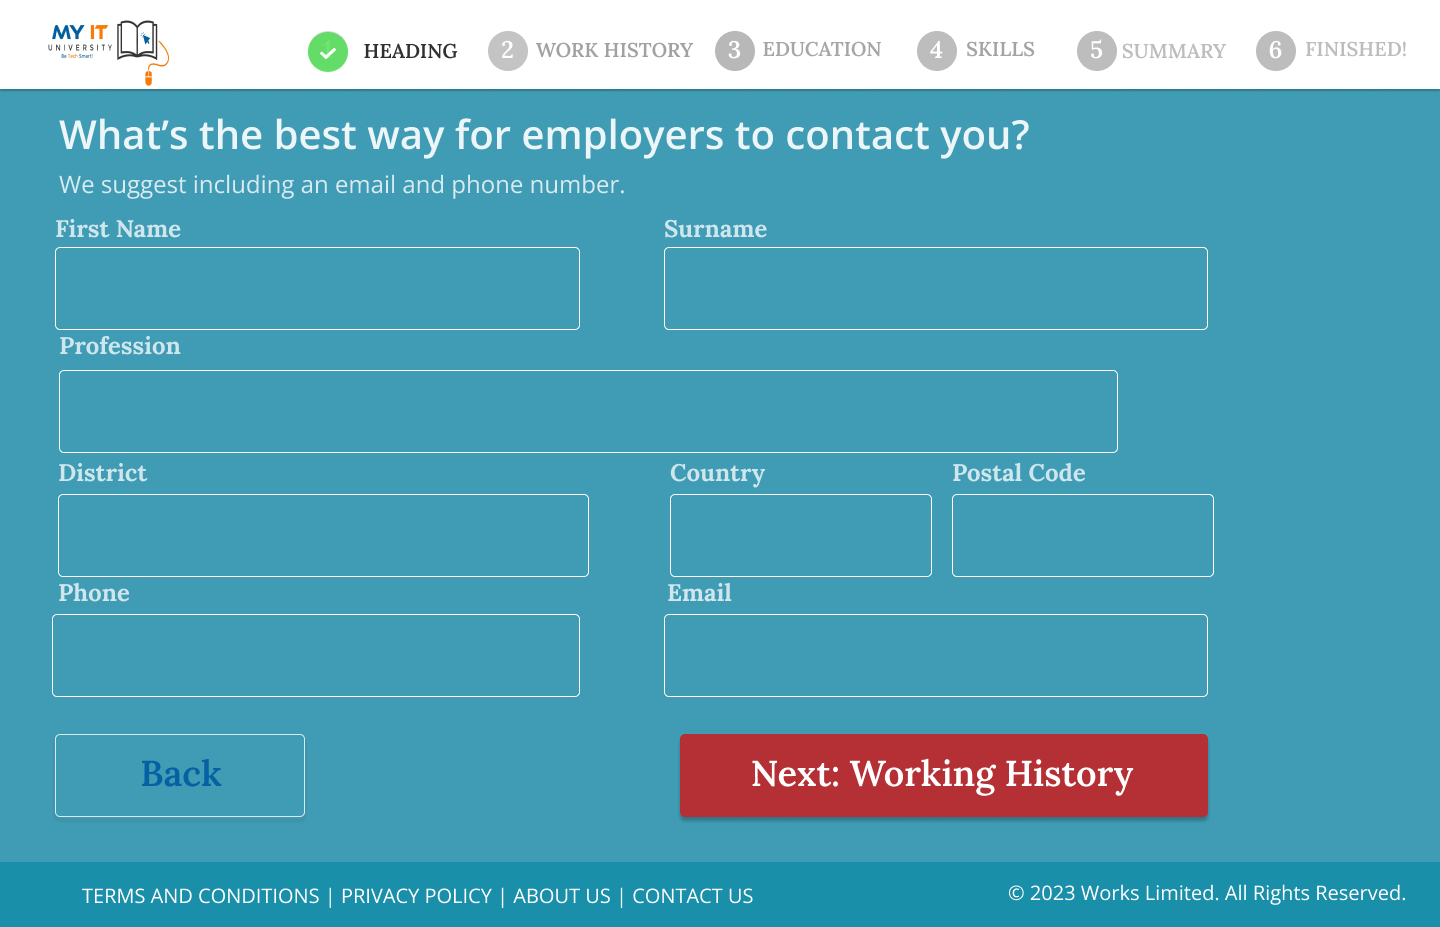 MY IT
UNIVERSITY
Be Tech Smart!
HEADING
2 WORK HISTORY
3 EDUCATION
4 SKILLS
5 SUMMARY
6 FINISHED!
What's the best way for employers to contact you?
We suggest including an email and phone number.
First Name
Surname
Profession
District
Country
Postal Code
Phone
Email
Back
Next: Working History
TERMS AND CONDITIONS | PRIVACY POLICY | ABOUT US | CONTACT US
© 2023 Works Limited. All Rights Reserved.